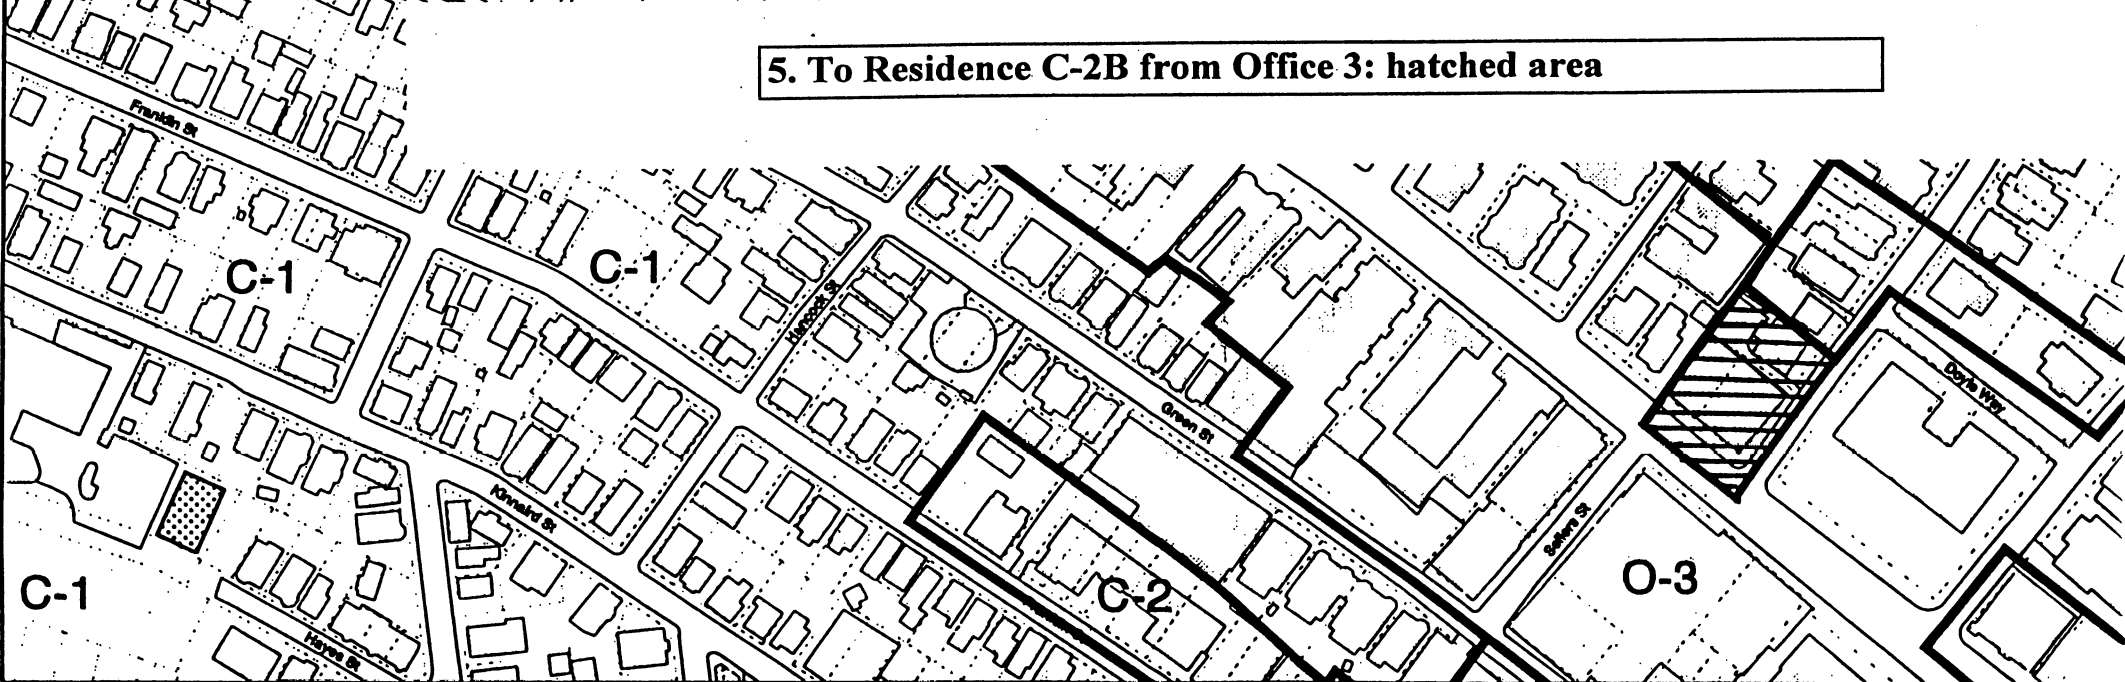 5. To Residence C-2B from Office 3: hatched area
Franklin St
C-1
C-1
Hancock St
Doyle Way
Green St
Kinnaird St
Sellers St
C-1
C-2
O-3
Hayes St